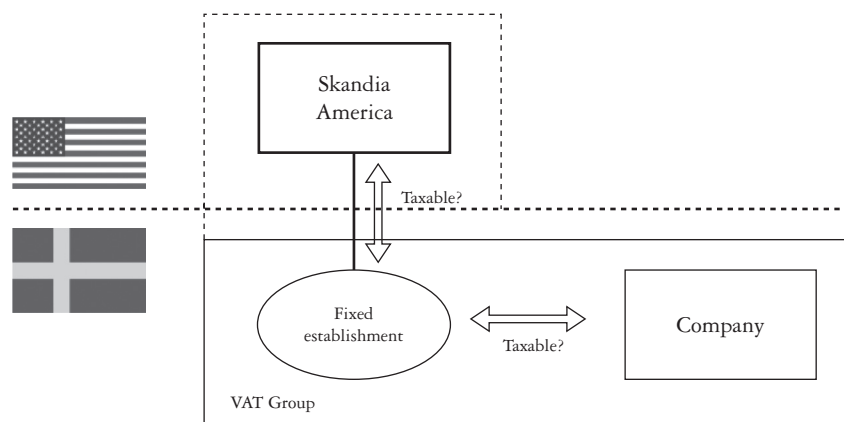 Skandia
America
Taxable?
Fixed
establishment
Taxable?
Company
VAT Group